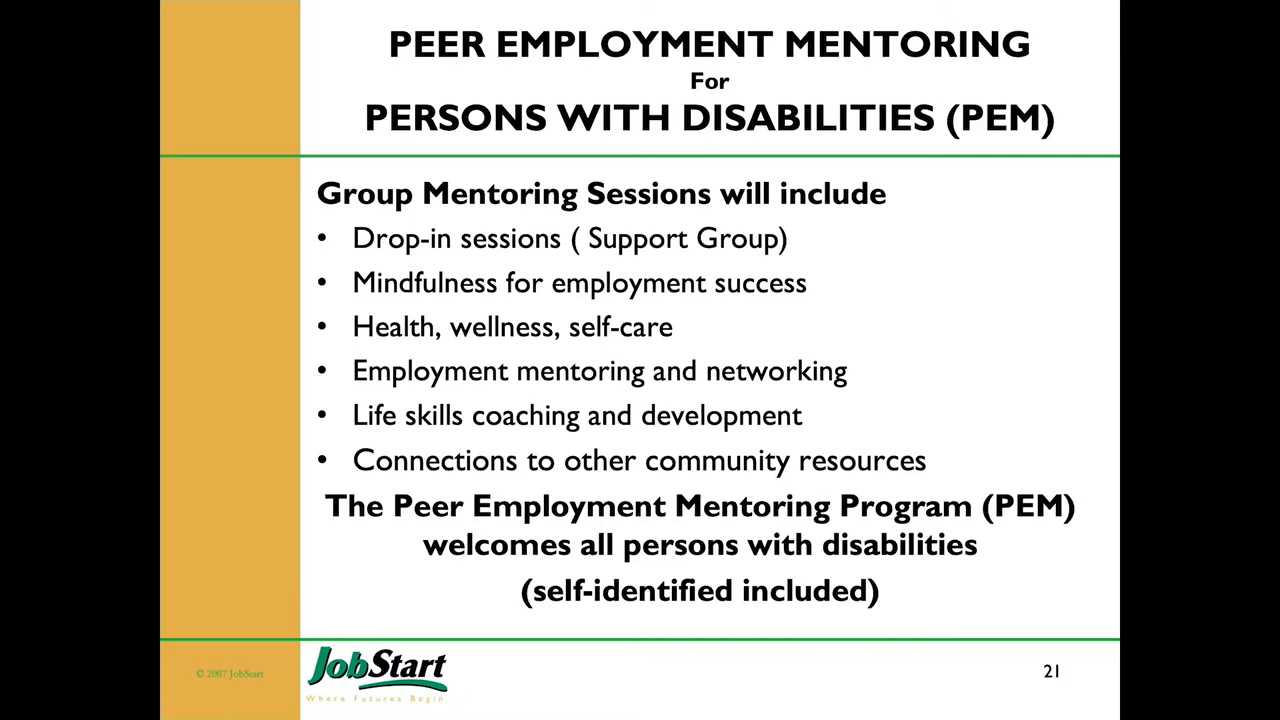 PEER EMPLOYMENT MENTORING
For
PERSONS WITH DISABILITIES (PEM)
Group Mentoring Sessions will include
• Drop-in sessions ( Support Group)
• Mindfulness for employment success
• Health, wellness, self-care
• Employment mentoring and networking
• Life skills coaching and development
• Connections to other community resources
The Peer Employment Mentoring Program (PEM)
welcomes all persons with disabilities
(self-identified included)
© 2007 JobStart
JobStart
Where Futures Begin
21